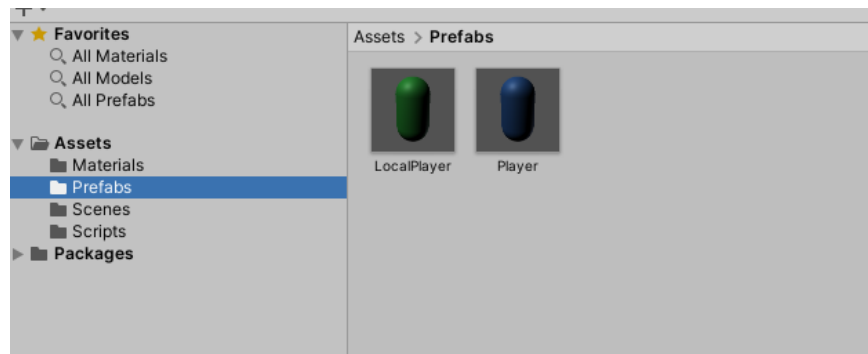 Favorites
All Materials
All Models
All Prefabs
Assets
Materials
Prefabs
Scenes
Scripts
Packages
Assets > Prefabs
LocalPlayer
Player